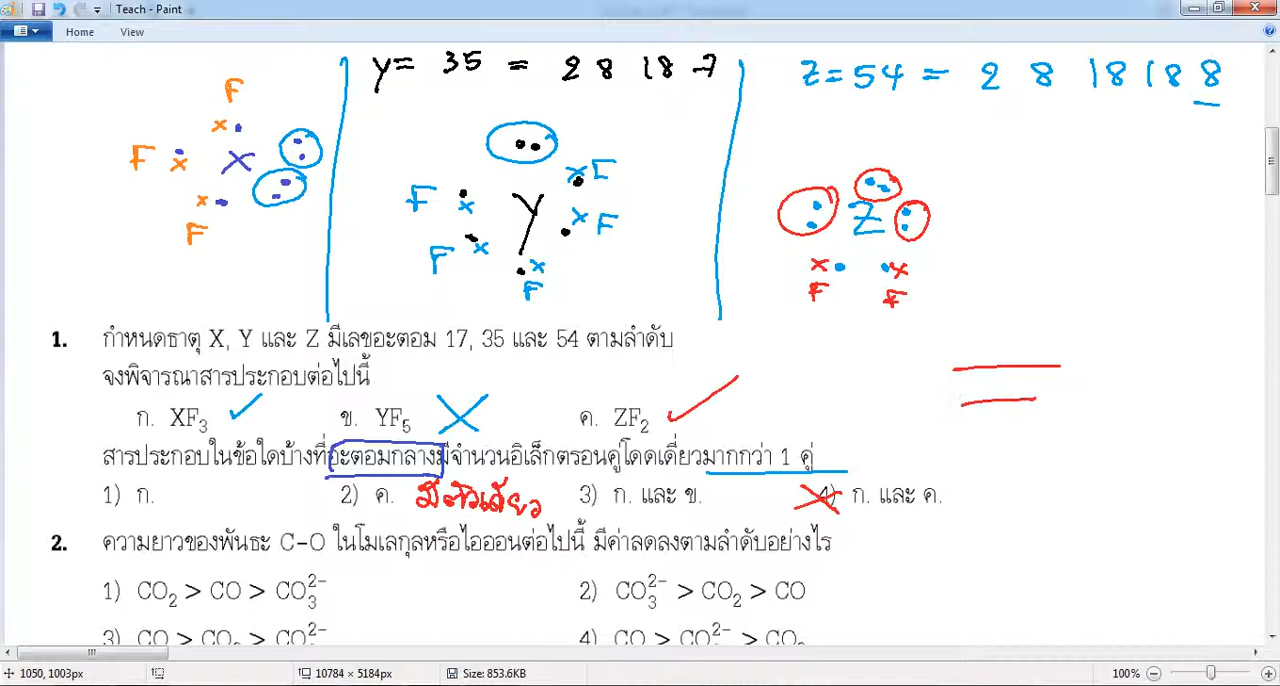 Teach - Paint
Home View
y= 35 = 2 8 18 7
Z=54 = 2 8 18 18 8
F
x
F x X
x
F
x F
F x Y x F
F x x
F
Z
x x
F F
1. กำหนดธาตุ X, Y และ Z มีเลขอะตอม 17, 35 และ 54 ตามลำดับ
จงพิจารณาสารประกอบต่อไปนี้
ก. XF₃ ข. YF₅ ค. ZF₂
สารประกอบในข้อใดบ้างที่อะตอมกลางมีจำนวนอิเล็กตรอนคู่โดดเดี่ยวมากกว่า 1 คู่
1) ก. 2) ค. 3) ก. และ ข. 4) ก. และ ค.
2. ความยาวของพันธะ C–O ในโมเลกุลหรือไอออนต่อไปนี้ มีค่าลดลงตามลำดับอย่างไร
1) CO₂ > CO > CO₃²⁻ 2) CO₃²⁻ > CO₂ > CO
3) CO > CO₂ > CO₃²⁻ 4) CO > CO₃²⁻ > CO₂
1050, 1003px 10784 × 5184px Size: 853.6KB 100%